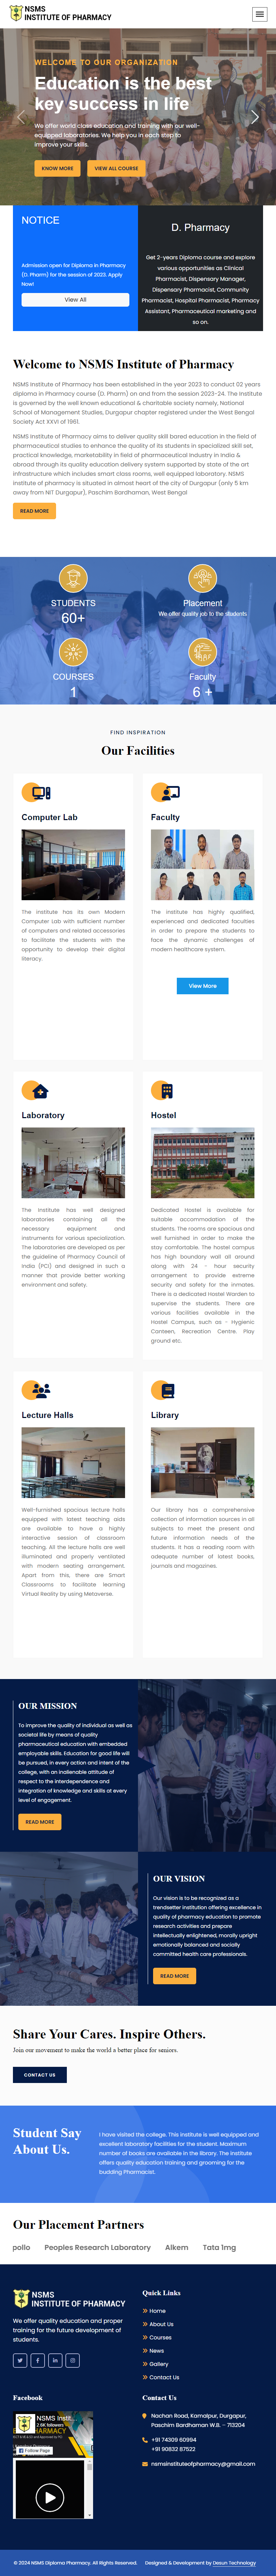 NSMS
INSTITUTE OF PHARMACY
WELCOME TO OUR ORGANIZATION
Education is the best
key success in life
We offer world class education and training with our well-
equipped laboratories. We help you in each step to
improve your skills.
KNOW MORE
VIEW ALL COURSE
NOTICE
Admission open for Diploma in Pharmacy
(D. Pharm) for the session of 2023. Apply
Now!
View All
D. Pharmacy
Get 2-years Diploma course and explore
various opportunities as Clinical
Pharmacist, Dispensary Manager,
Dispensary Pharmacist, Community
Pharmacist, Hospital Pharmacist, Pharmacy
Assistant, Pharmaceutical marketing and
so on.
Welcome to NSMS Institute of Pharmacy
NSMS Institute of Pharmacy has been established in the year 2023 to conduct 02 years
diploma in Pharmacy course (D. Pharm) on and from the session 2023-24. The Institute
is governed by the well known educational & charitable society namely, National
School of Management Studies, Durgapur chapter registered under the West Bengal
Society Act XXVI of 1961.
NSMS Institute of Pharmacy aims to deliver quality skill bared education in the field of
pharmaceutical studies to enhance the quality of its students in specialized skill set,
practical knowledge, marketability in field of pharmaceutical industry in India &
abroad through its quality education delivery system supported by state of the art
infrastructure which includes smart class rooms, well equipped laboratory. NSMS
Institute of pharmacy is situated in almost heart of the city of Durgapur (only 5 km
away from NIT Durgapur), Paschim Bardhaman, West Bengal
READ MORE
STUDENTS
60+
Placement
We offer quality job to the students
COURSES
1
Faculty
6 +
FIND INSPIRATION
Our Facilities
Computer Lab
The institute has its own Modern
Computer Lab with sufficient number
of computers and related accessories
to facilitate the students with the
opportunity to develop their digital
literacy.
Faculty
The institute has highly qualified,
experienced and dedicated faculties
in order to prepare the students to
face the dynamic challenges of
modern healthcare system.
View More
Laboratory
The Institute has well designed
laboratories containing all the
necessary equipment and
instruments for various specialization.
The laboratories are developed as per
the guideline of Pharmacy Council of
India (PCI) and designed in such a
manner that provide better working
environment and safety.
Hostel
Dedicated Hostel is available for
suitable accommodation of the
students. The rooms are spacious and
well furnished in order to make the
stay comfortable. The hostel campus
has high boundary wall all around
along with 24 - hour security
arrangement to provide extreme
security and safety for the inmates.
There is a dedicated Hostel Warden to
supervise the students. There are
various facilities available in the
Hostel Campus, such as - Hygienic
Canteen, Recreation Centre. Play
ground etc.
Lecture Halls
Well-furnished spacious lecture halls
equipped with latest teaching aids
are available to have a highly
interactive session of classroom
teaching. All the lecture halls are well
illuminated and properly ventilated
with modern seating arrangement.
Apart from this, there are Smart
Classrooms to facilitate learning
Virtual Reality by using Metaverse.
Library
Our library has a comprehensive
collection of information sources in all
subjects to meet the present and
future information needs of faculties
students. It has a reading room with
adequate number of latest books,
journals and magazines.
OUR MISSION
To improve the quality of individual as well as
societal life by means of quality
pharmaceutical education with embedded
employable skills. Education for good life will
be pursued, in every action and intent of the
college, with an inalienable attitude of
respect to the interdependence and
integration of knowledge and skills at every
level of engagement.
READ MORE
OUR VISION
Our vision is to be recognized as a
trendsetter institution offering excellence in
quality of pharmacy education to promote
research activities and prepare
intellectually enlightened, morally upright
emotionally balanced and socially
committed health care professionals.
READ MORE
Share Your Cares. Inspire Others.
Join our movement to make the world a better place for seniors.
CONTACT US
Student Say
About Us.
I have visited the college. This institute is well equipped and
excellent laboratory facilities for the student. Maximum
number of books are available in the library. The institute
offers quality education training and grooming for the
budding Pharmacist.
Our Placement Partners
pollo Peoples Research Laboratory Alkem Tata 1mg
NSMS
INSTITUTE OF PHARMACY
We offer quality education and proper
training for the future development of
students.
Quick Links
Home
About Us
Courses
News
Gallery
Contact Us
Facebook
NSMS Instit...
2.6K followers
Follow Page
Contact Us
Nachon Road, Kamalpur, Durgapur,
Paschim Bardhaman W.B. – 713204
+91 74309 60994
+91 90832 87522
nsmsinstituteofpharmacy@gmail.com
© 2024 NSMS Diploma Pharmacy. All Rights Reserved.
Designed & Development by Desun Technology